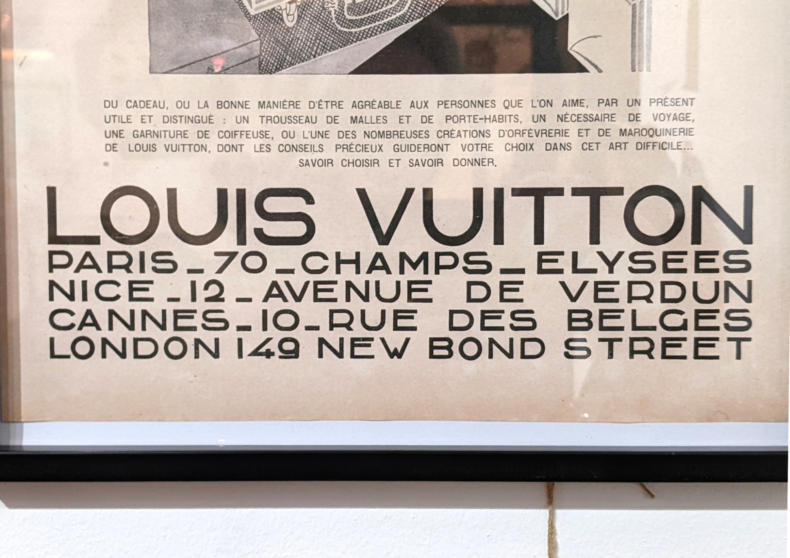 DU CADEAU, OU LA BONNE MANIÈRE D'ÊTRE AGRÉABLE AUX PERSONNES QUE L'ON AIME, PAR UN PRÉSENT
UTILE ET DISTINGUÉ : UN TROUSSEAU DE MALLES ET DE PORTE-HABITS, UN NÉCESSAIRE DE VOYAGE,
UNE GARNITURE DE COIFFEUSE, OU L'UNE DES NOMBREUSES CRÉATIONS D'ORFÈVRERIE ET DE MAROQUINERIE
DE LOUIS VUITTON, DONT LES CONSEILS PRÉCIEUX GUIDERONT VOTRE CHOIX DANS CET ART DIFFICILE...
SAVOIR CHOISIR ET SAVOIR DONNER.
LOUIS VUITTON
PARIS_70_CHAMPS_ELYSEES
NICE_12_AVENUE DE VERDUN
CANNES_10_RUE DES BELGES
LONDON 149 NEW BOND STREET